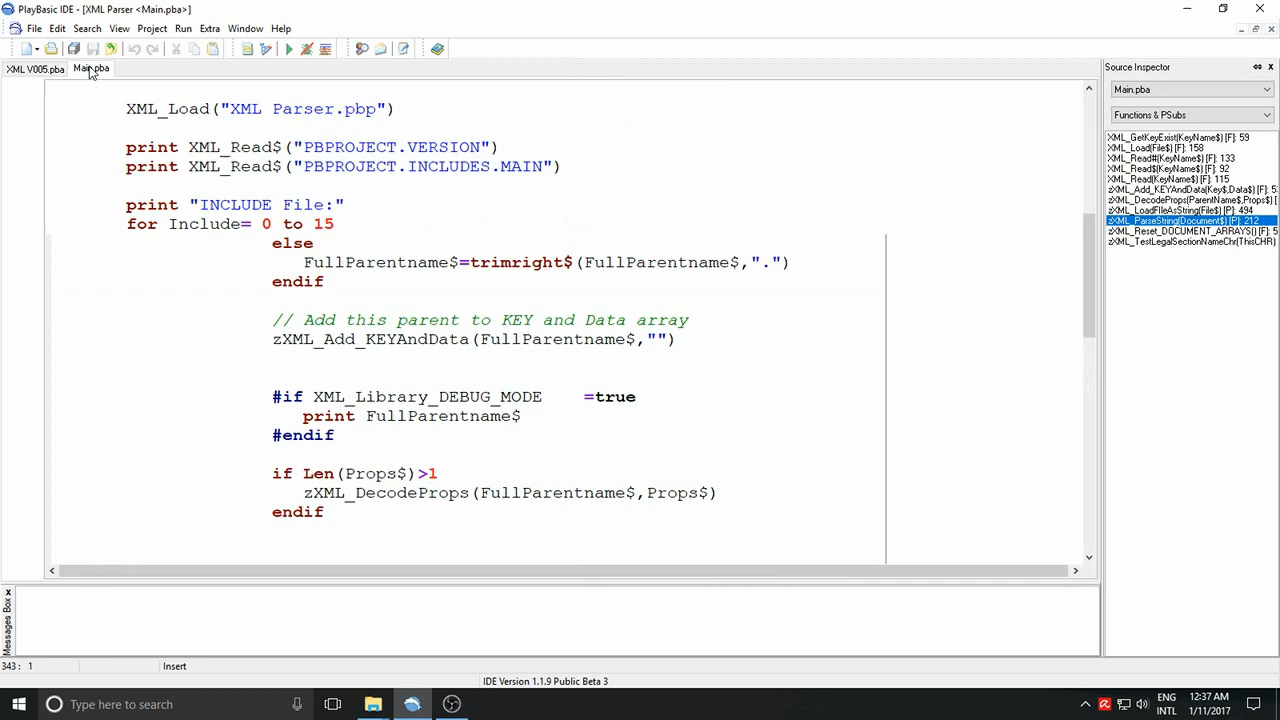 PlayBasic IDE - [XML Parser <Main.pba>]
File Edit Search View Project Run Extra Window Help
XML V005.pba
XML_Load("XML Parser.pbp")
print XML_Read$("PBPROJECT.VERSION")
print XML_Read$("PBPROJECT.INCLUDES.MAIN")
print "INCLUDE File:"
for Include= 0 to 15
else
FullParentname$=trimright$(FullParentname$,".")
endif
// Add this parent to KEY and Data array
zXML_Add_KEYAndData(FullParentname$,"")
#if XML_Library_DEBUG_MODE =true
print FullParentname$
#endif
if Len(Props$)>1
zXML_DecodeProps(FullParentname$,Props$)
endif
Source Inspector
Main.pba
Functions & PSubs
XML_GetKeyExist(KeyName$) [F]: 59
XML_Load(File$) [F]: 158
XML_Read#(KeyName$) [F]: 133
XML_Read$(KeyName$) [F]: 92
XML_Read(KeyName$) [F]: 115
zXML_Add_KEYAndData(Key$,Data$) [F]: 5
zXML_DecodeProps(ParentName$,Props$) [
zXML_LoadFileAsString(File$) [F]: 494
zXML_ParseString(Document$) [P]: 212
zXML_Reset_DOCUMENT_ARRAYS() [F]: 5
zXML_TestLegalSectionNameChr(ThisCHR)
Messages Box
343: 1 Insert
IDE Version 1.1.9 Public Beta 3
Type here to search
ENG
INTL
12:37 AM
1/11/2017